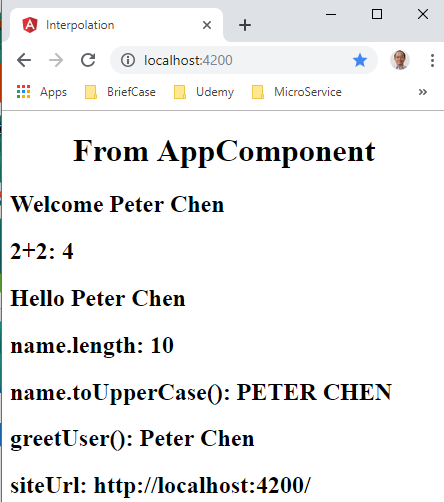 Interpolation
localhost:4200
Apps BriefCase Udemy MicroService »
From AppComponent
Welcome Peter Chen
2+2: 4
Hello Peter Chen
name.length: 10
name.toUpperCase(): PETER CHEN
greetUser(): Peter Chen
siteUrl: http://localhost:4200/